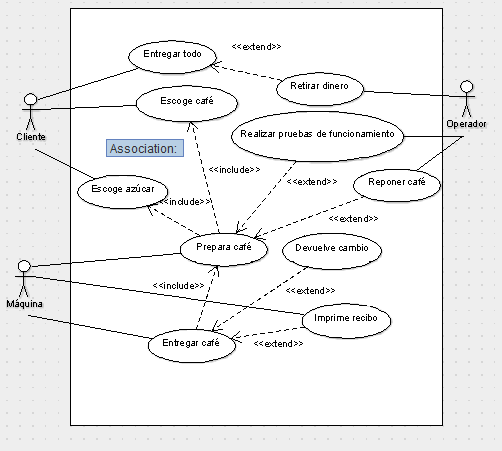 Entregar todo
<<extend>>
Retirar dinero
Escoge café
Cliente
Operador
Realizar pruebas de funcionamiento
Association:
<<include>>
<<extend>>
Escoge azúcar
<<include>>
Reponer café
<<extend>>
Prepara café
Devuelve cambio
Máquina
<<include>>
<<extend>>
Imprime recibo
Entregar café
<<extend>>